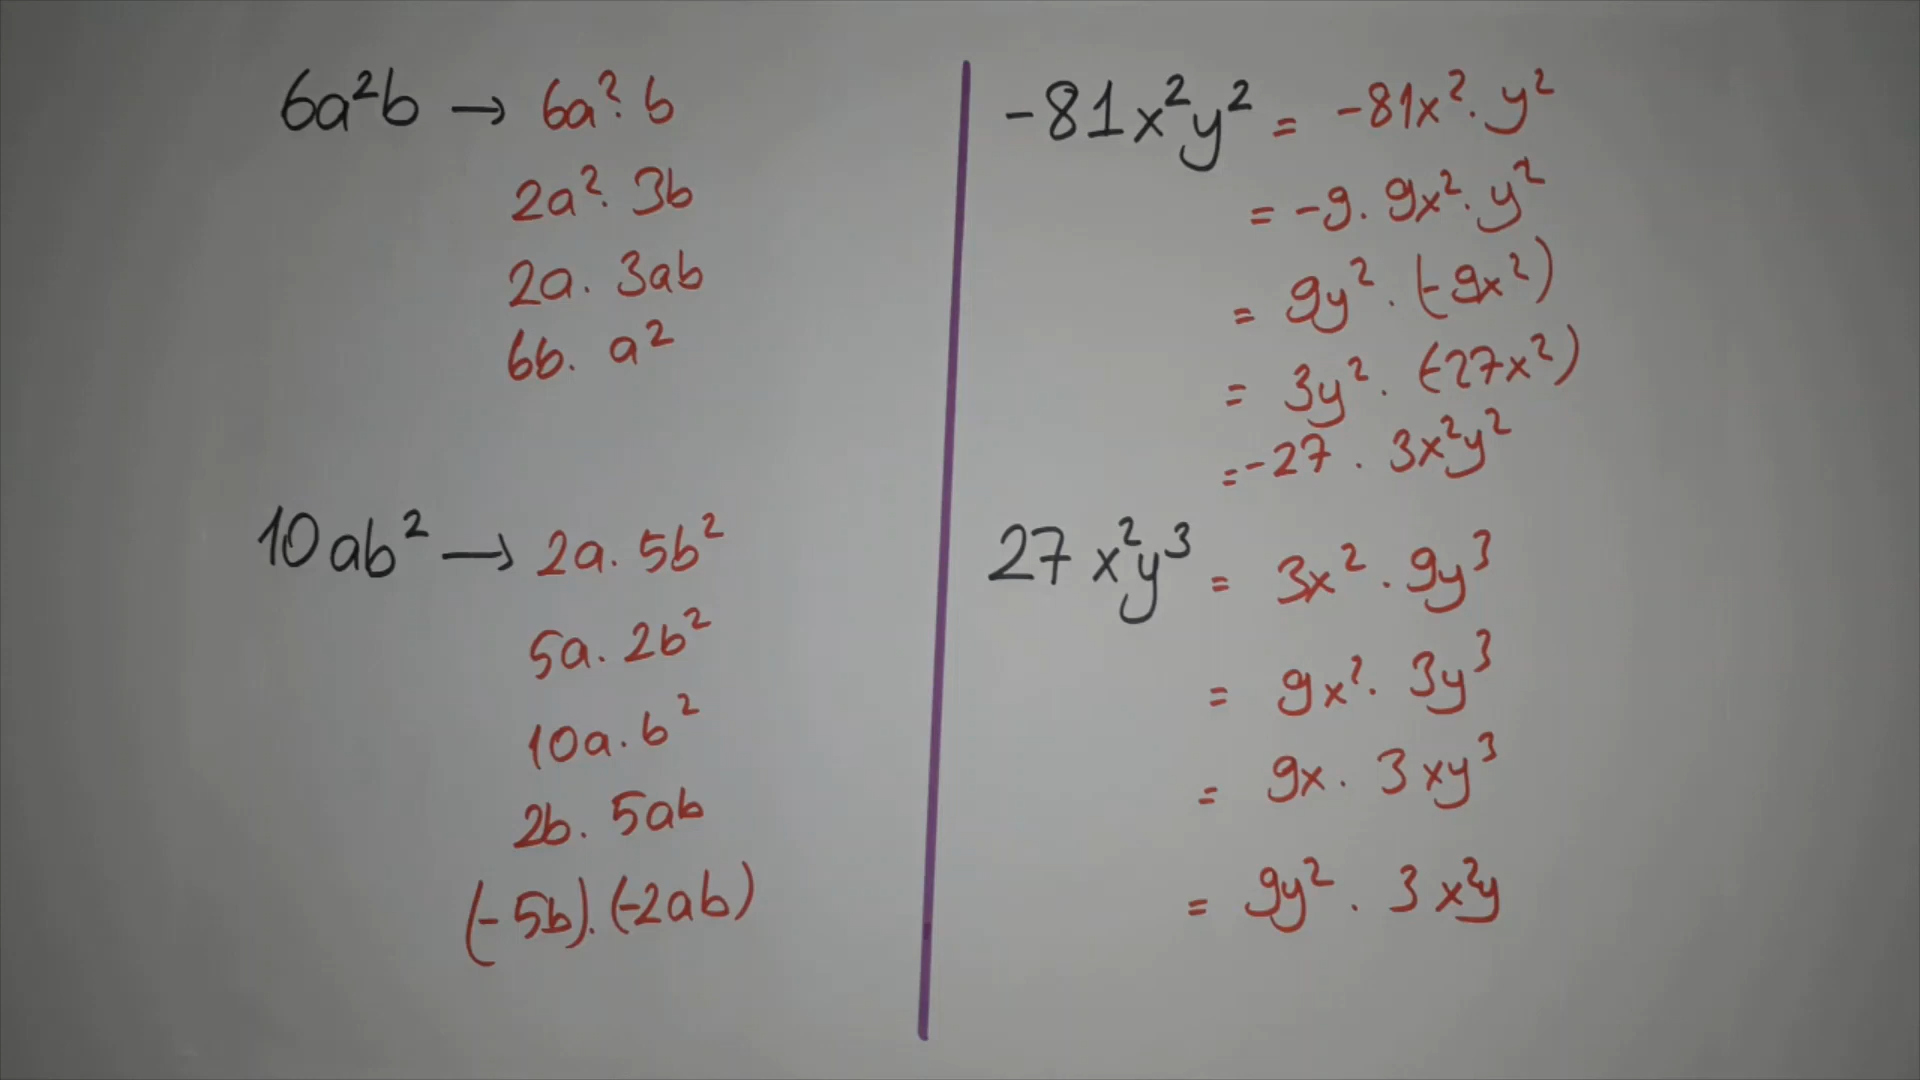 6a²b → 6a². b
2a². 3b
2a. 3ab
6b. a²
10ab² → 2a. 5b²
5a. 2b²
10a. b²
2b. 5ab
(-5b). (-2ab)
-81x²y² = -81x². y²
= -9. 9x². y²
= 9y². (-9x²)
= 3y². (-27x²)
= -27 . 3x²y²
27x²y³ = 3x². 9y³
= 9x². 3y³
= 9x. 3xy³
= 9y². 3x²y